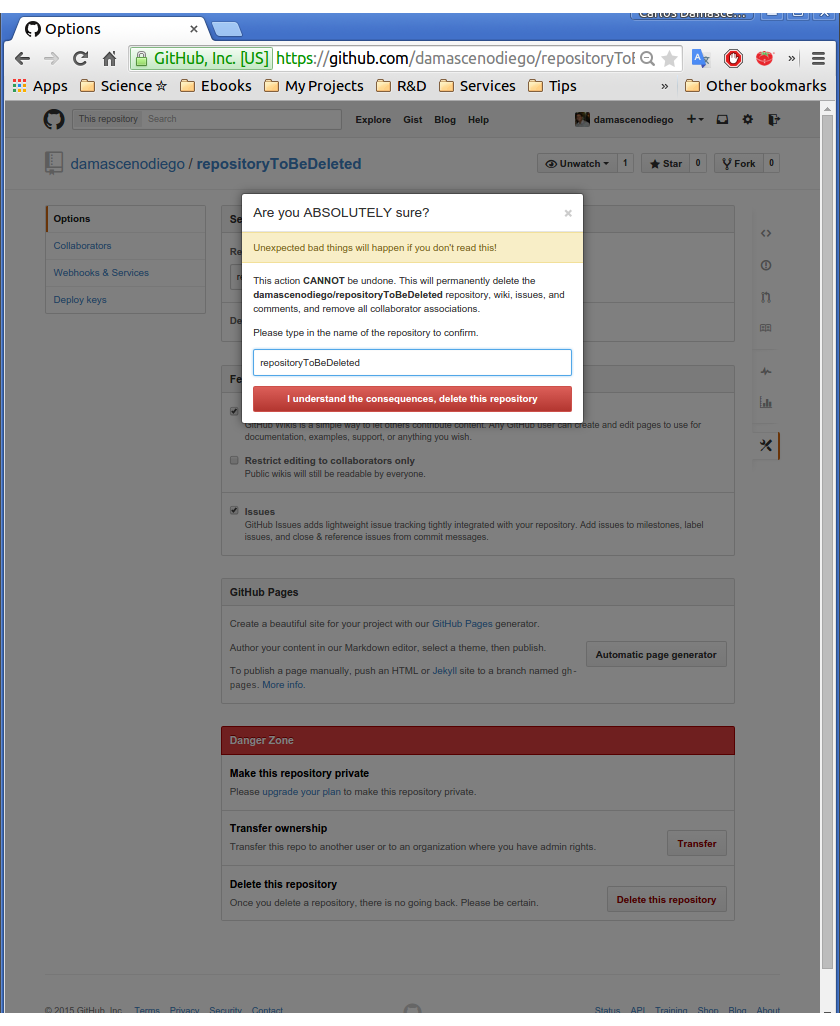 Carlos Damasce...
Options ×
GitHub, Inc. [US] https://github.com/damascenodiego/repositoryTo
Apps Science ☆ Ebooks My Projects R&D Services Tips » Other bookmarks
This repository Search Explore Gist Blog Help damascenodiego
damascenodiego / repositoryToBeDeleted Unwatch 1 Star 0 Fork 0
Are you ABSOLUTELY sure? ×
Unexpected bad things will happen if you don't read this!
This action CANNOT be undone. This will permanently delete the
damascenodiego/repositoryToBeDeleted repository, wiki, issues, and
comments, and remove all collaborator associations.
Please type in the name of the repository to confirm.
repositoryToBeDeleted
I understand the consequences, delete this repository
Options
Collaborators
Webhooks & Services
Deploy keys
Se
Re
De
Fe
GitHub Wikis is a simple way to let others contribute content. Any GitHub user can create and edit pages to use for
documentation, examples, support, or anything you wish.
Restrict editing to collaborators only
Public wikis will still be readable by everyone.
Issues
GitHub Issues adds lightweight issue tracking tightly integrated with your repository. Add issues to milestones, label
issues, and close & reference issues from commit messages.
GitHub Pages
Create a beautiful site for your project with our GitHub Pages generator.
Author your content in our Markdown editor, select a theme, then publish.
Automatic page generator
To publish a page manually, push an HTML or Jekyll site to a branch named gh-
pages. More info.
Danger Zone
Make this repository private
Please upgrade your plan to make this repository private.
Transfer ownership
Transfer this repo to another user or to an organization where you have admin rights.
Transfer
Delete this repository
Once you delete a repository, there is no going back. Please be certain.
Delete this repository
© 2015 GitHub, Inc. Terms Privacy Security Contact Status API Training Shop Blog About